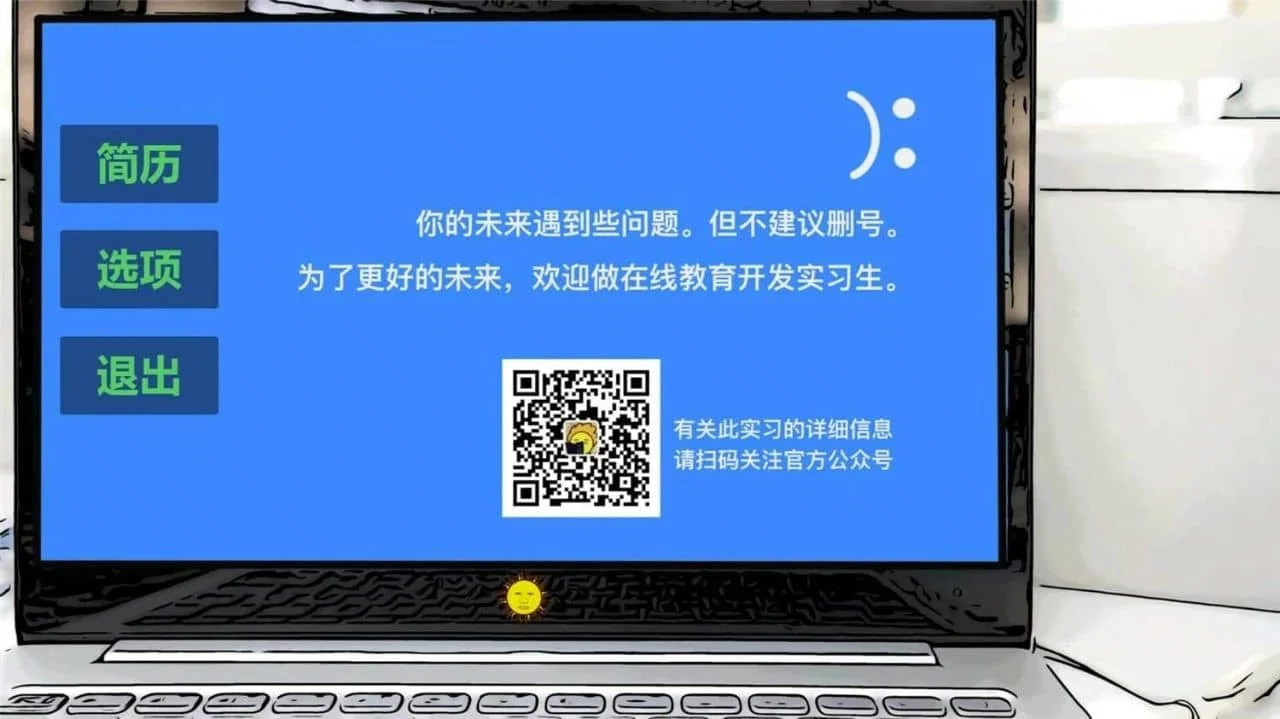 简历
选项
退出
):
你的未来遇到些问题。但不建议删号。
为了更好的未来，欢迎做在线教育开发实习生。
有关此实习的详细信息
请扫码关注官方公众号